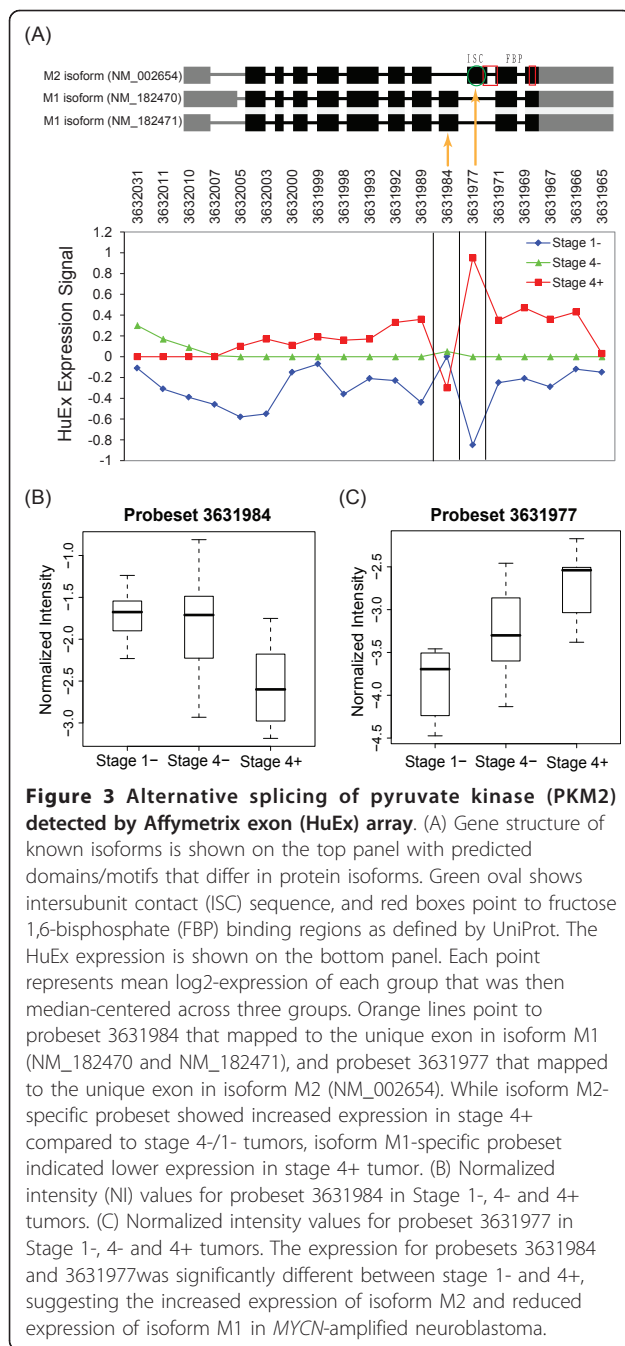 (A)
ISC FBP
M2 isoform (NM_002654)
M1 isoform (NM_182470)
M1 isoform (NM_182471)
3632031
3632011
3632010
3632007
3632005
3632003
3632000
3631999
3631998
3631993
3631992
3631989
3631984
3631977
3631971
3631969
3631967
3631966
3631965
HuEx Expression Signal
1.2
1
0.8
0.6
0.4
0.2
0
-0.2
-0.4
-0.6
-0.8
-1
Stage 1-
Stage 4-
Stage 4+
(B)
Probeset 3631984
Normalized Intensity
-1.0
-1.5
-2.0
-2.5
-3.0
Stage 1− Stage 4− Stage 4+
(C)
Probeset 3631977
Normalized Intensity
-2.5
-3.0
-3.5
-4.0
-4.5
Stage 1− Stage 4− Stage 4+
Figure 3 Alternative splicing of pyruvate kinase (PKM2)
detected by Affymetrix exon (HuEx) array. (A) Gene structure of
known isoforms is shown on the top panel with predicted
domains/motifs that differ in protein isoforms. Green oval shows
intersubunit contact (ISC) sequence, and red boxes point to fructose
1,6-bisphosphate (FBP) binding regions as defined by UniProt. The
HuEx expression is shown on the bottom panel. Each point
represents mean log2-expression of each group that was then
median-centered across three groups. Orange lines point to
probeset 3631984 that mapped to the unique exon in isoform M1
(NM_182470 and NM_182471), and probeset 3631977 that mapped
to the unique exon in isoform M2 (NM_002654). While isoform M2-
specific probeset showed increased expression in stage 4+
compared to stage 4-/1- tumors, isoform M1-specific probeset
indicated lower expression in stage 4+ tumor. (B) Normalized
intensity (NI) values for probeset 3631984 in Stage 1-, 4- and 4+
tumors. (C) Normalized intensity values for probeset 3631977 in
Stage 1-, 4- and 4+ tumors. The expression for probesets 3631984
and 3631977was significantly different between stage 1- and 4+,
suggesting the increased expression of isoform M2 and reduced
expression of isoform M1 in MYCN-amplified neuroblastoma.